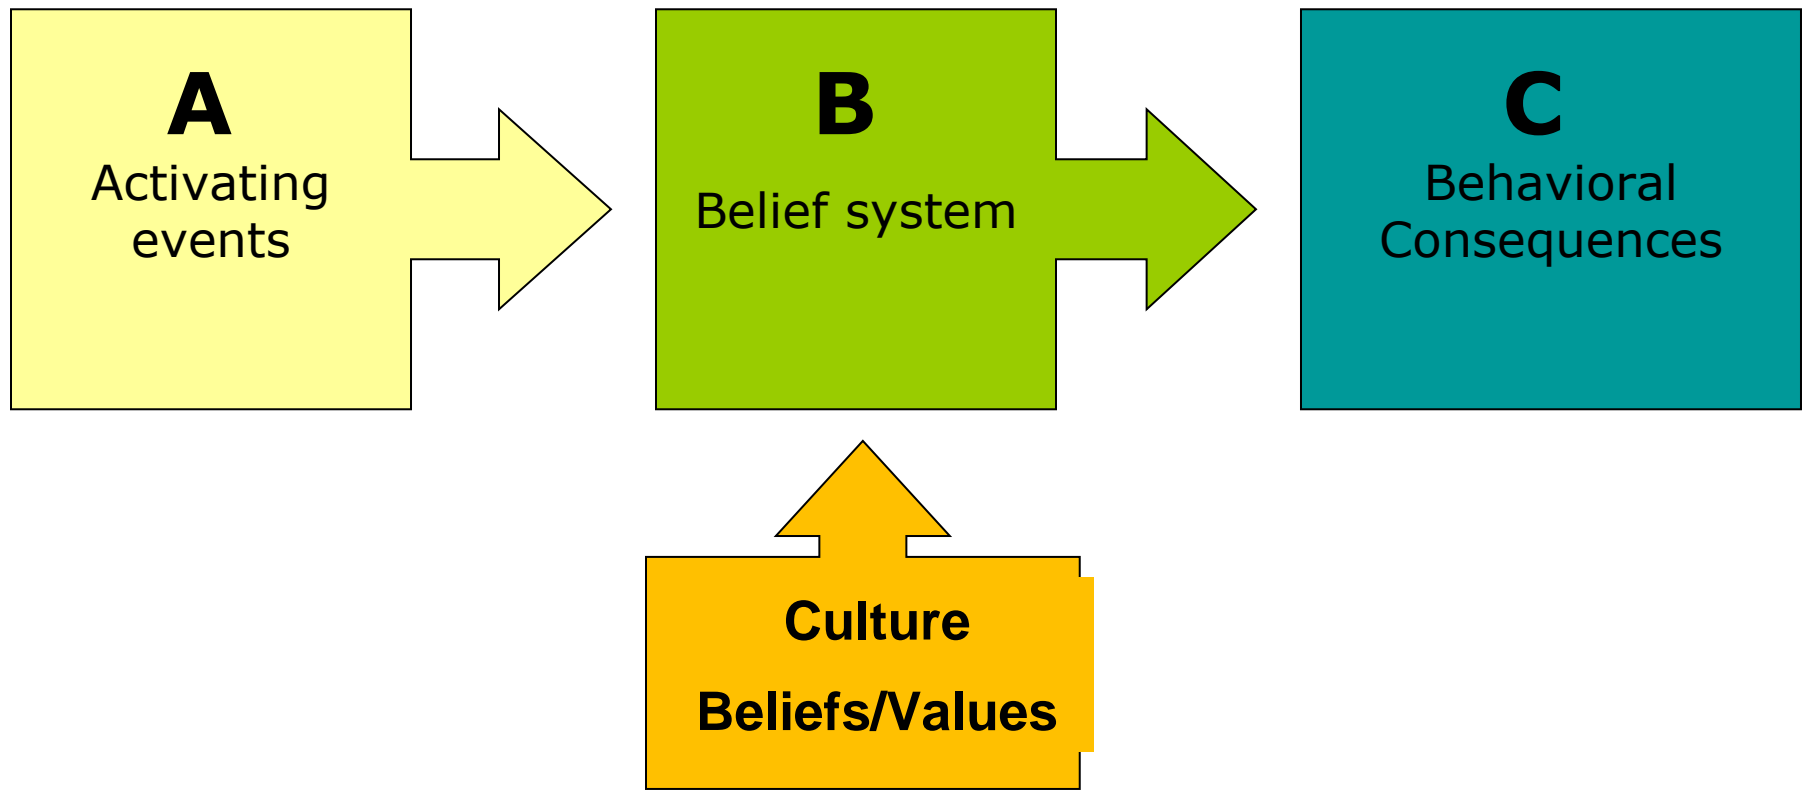 A
Activating
events
B
Belief system
C
Behavioral
Consequences
Culture
Beliefs/Values